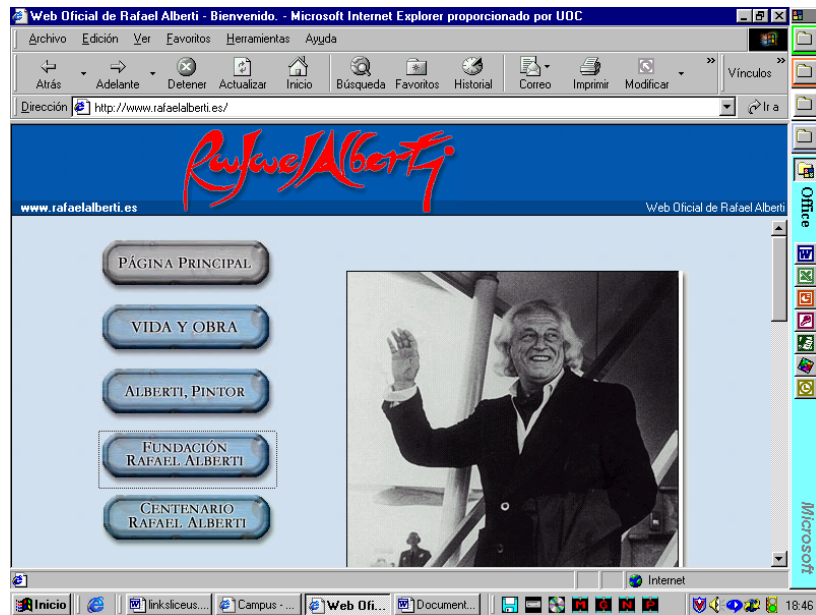 Web Oficial de Rafael Alberti - Bienvenido. - Microsoft Internet Explorer proporcionado por UOC
Archivo Edición Ver Favoritos Herramientas Ayuda
Atrás Adelante Detener Actualizar Inicio Búsqueda Favoritos Historial Correo Imprimir Modificar » Vínculos »
Dirección http://www.rafaelalberti.es/ Ir a
Rafael Alberti
www.rafaelalberti.es Web Oficial de Rafael Alberti
PÁGINA PRINCIPAL
VIDA Y OBRA
ALBERTI, PINTOR
FUNDACIÓN
RAFAEL ALBERTI
CENTENARIO
RAFAEL ALBERTI
Office
Microsoft
Internet
Inicio linksliceus.... Campus - ... Web Ofi... Document... M Q N P 18:46